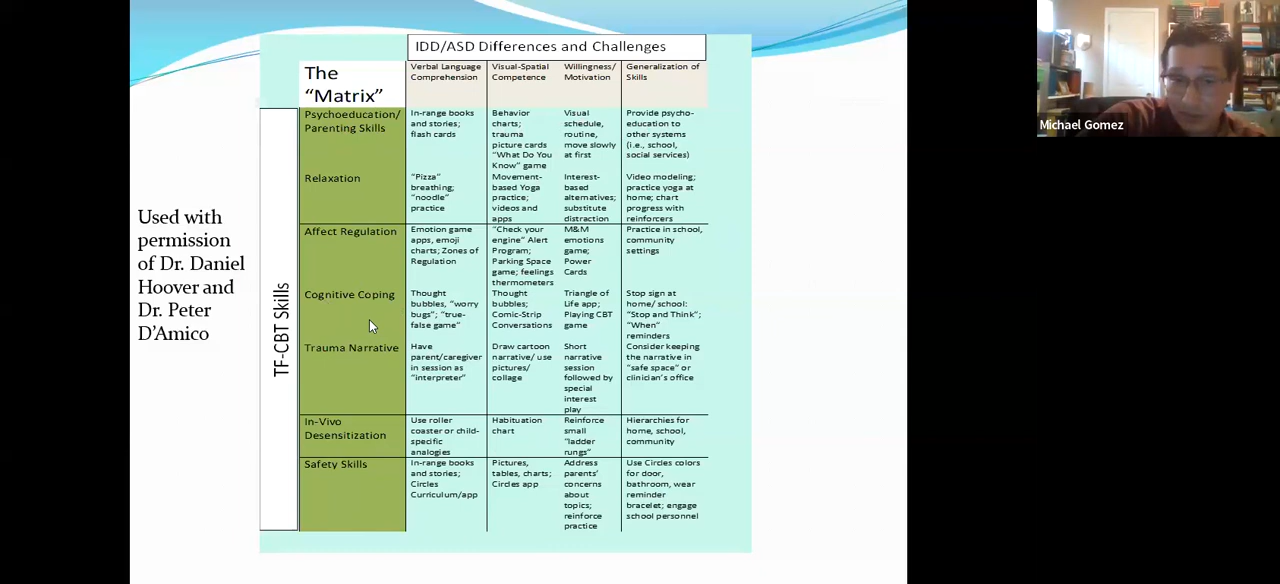 IDD/ASD Differences and Challenges
The
"Matrix"
Verbal Language
Comprehension
Visual-Spatial
Competence
Willingness/
Motivation
Generalization of
Skills
TF-CBT Skills
Psychoeducation/
Parenting Skills
In-range books
and stories;
flash cards
Behavior
charts;
trauma
picture cards
"What Do You
Know" game
Visual
schedule,
routine,
move slowly
at first
Provide psycho-
education to
other systems
(i.e., school,
social services)
Relaxation
"Pizza"
breathing;
"noodle"
practice
Movement-
based Yoga
practice;
videos and
apps
Interest-
based
alternatives;
substitute
distraction
Video modeling;
practice yoga at
home; chart
progress with
reinforcers
Affect Regulation
Emotion game
apps, emoji
charts; Zones of
Regulation
"Check your
engine" Alert
Program;
Parking Space
game; feelings
thermometers
M&M
emotions
game;
Power
Cards
Practice in school,
community
settings
Cognitive Coping
Thought
bubbles, "worry
bugs"; "true-
false game"
Thought
bubbles;
Comic-Strip
Conversations
Triangle of
Life app;
Playing CBT
game
Stop sign at
home/ school:
"Stop and Think";
"When"
reminders
Trauma Narrative
Have
parent/caregiver
in session as
"interpreter"
Draw cartoon
narrative/ use
pictures/
collage
Short
narrative
session
followed by
special
interest
play
Consider keeping
the narrative in
"safe space" or
clinician's office
In-Vivo
Desensitization
Use roller
coaster or child-
specific
analogies
Habituation
chart
Reinforce
small
"ladder
rungs"
Hierarchies for
home, school,
community
Safety Skills
In-range books
and stories;
Circles
Curriculum/app
Pictures,
tables, charts;
Circles app
Address
parents'
concerns
about
topics;
reinforce
practice
Use Circles colors
for door,
bathroom, wear
reminder
bracelet; engage
school personnel
Used with
permission
of Dr. Daniel
Hoover and
Dr. Peter
D'Amico
Michael Gomez